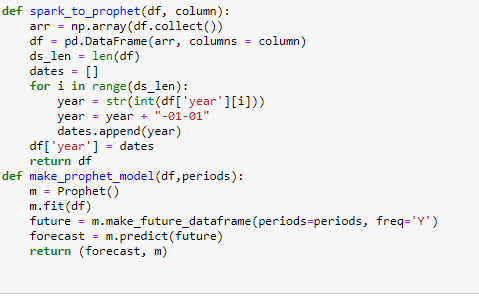 def spark_to_prophet(df, column):
    arr = np.array(df.collect())
    df = pd.DataFrame(arr, columns = column)
    ds_len = len(df)
    dates = []
    for i in range(ds_len):
        year = str(int(df['year'][i]))
        year = year + "-01-01"
        dates.append(year)
    df['year'] = dates
    return df
def make_prophet_model(df,periods):
    m = Prophet()
    m.fit(df)
    future = m.make_future_dataframe(periods=periods, freq='Y')
    forecast = m.predict(future)
    return (forecast, m)